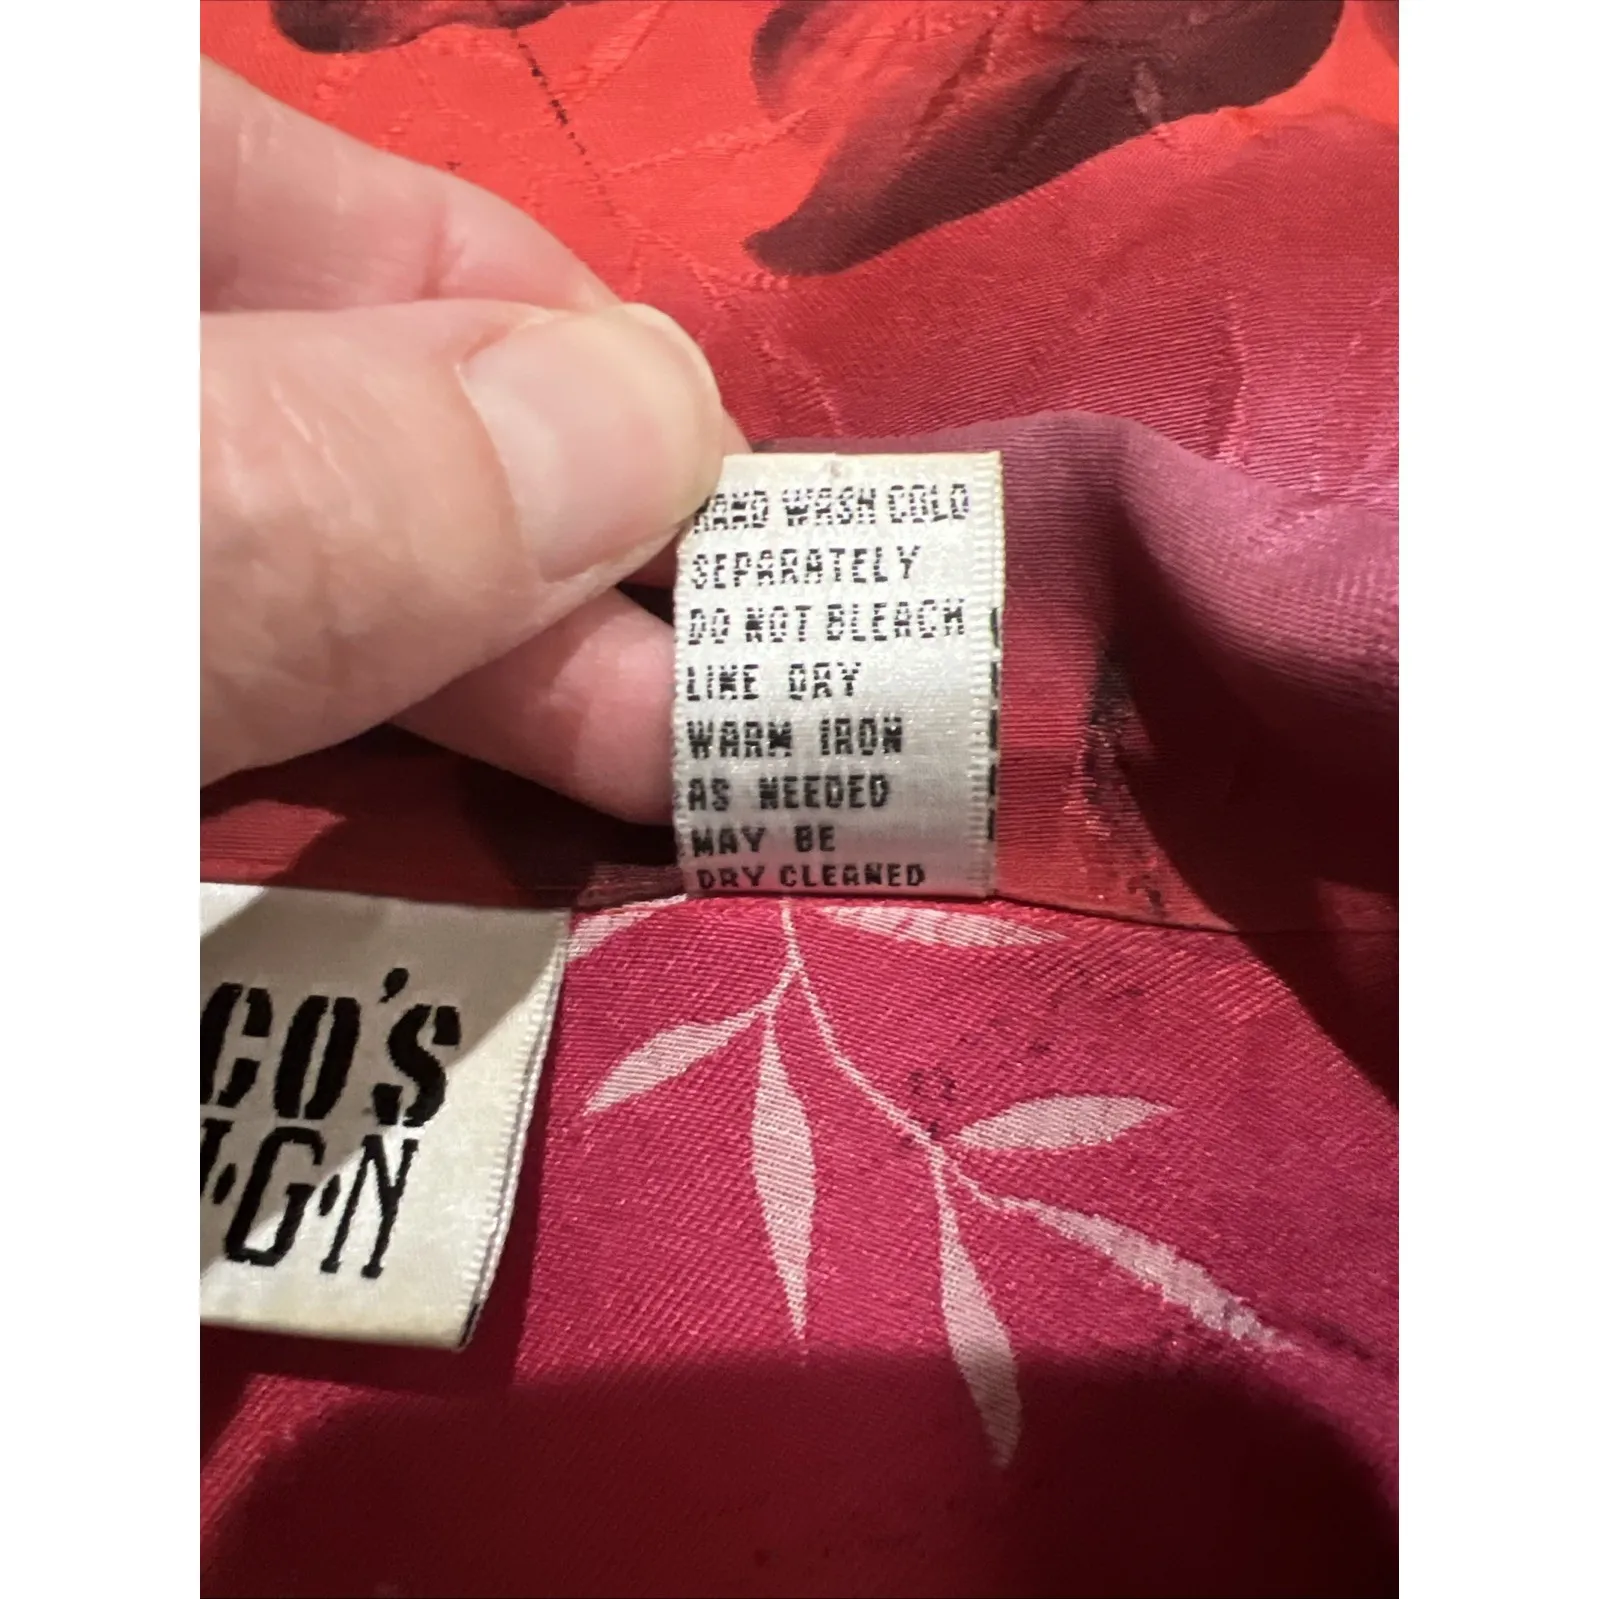 HAND WASH COLD
SEPARATELY
DO NOT BLEACH
LINE DRY
WARM IRON
AS NEEDED
MAY BE
DRY CLEANED
CO'S
I·G·N